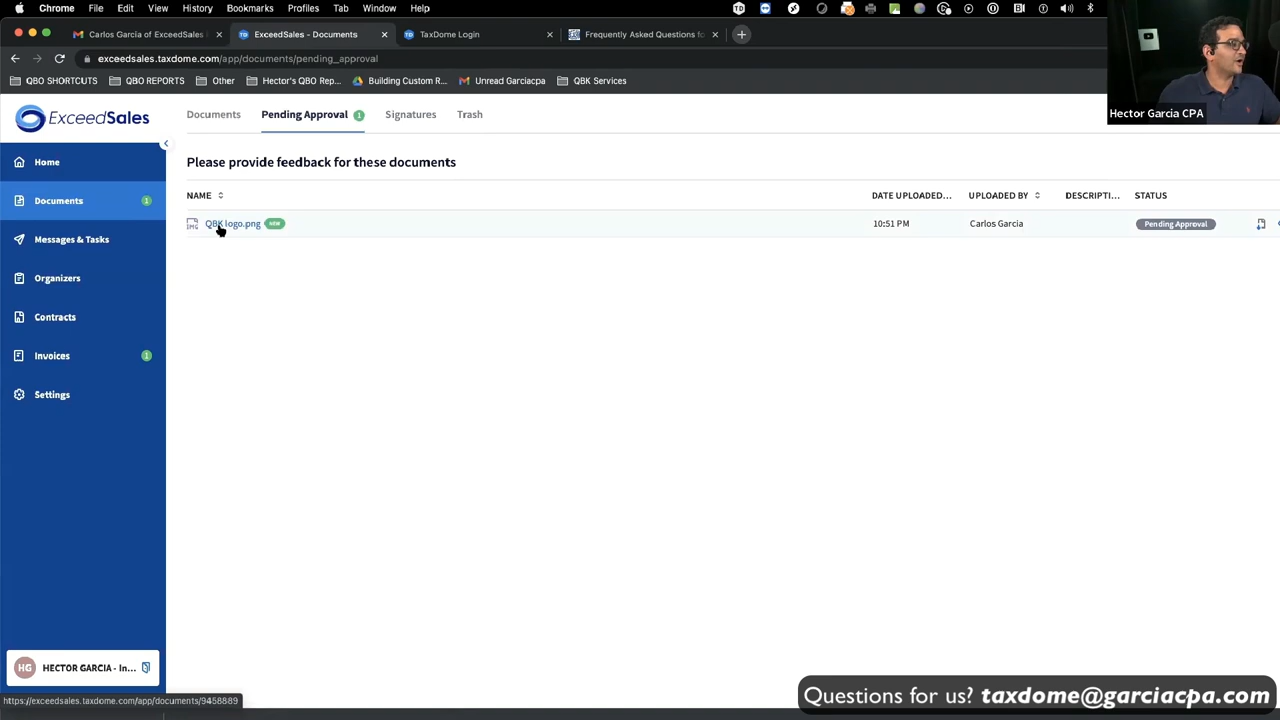 Chrome File Edit View History Bookmarks Profiles Tab Window Help
Carlos Garcia of ExceedSales
ExceedSales - Documents
TaxDome Login
Frequently Asked Questions fo
exceedsales.taxdome.com/app/documents/pending_approval
QBO SHORTCUTS QBO REPORTS Other Hector's QBO Rep... Building Custom R... Unread Garciacpa QBK Services
Hector Garcia CPA
ExceedSales
Documents Pending Approval 1 Signatures Trash
Home
Documents 1
Messages & Tasks
Organizers
Contracts
Invoices 1
Settings
Please provide feedback for these documents
NAME DATE UPLOADED... UPLOADED BY DESCRIPTI... STATUS
QBK logo.png NEW 10:51 PM Carlos Garcia Pending Approval
HG HECTOR GARCIA - In...
https://exceedsales.taxdome.com/app/documents/9458889
Questions for us? taxdome@garciacpa.com